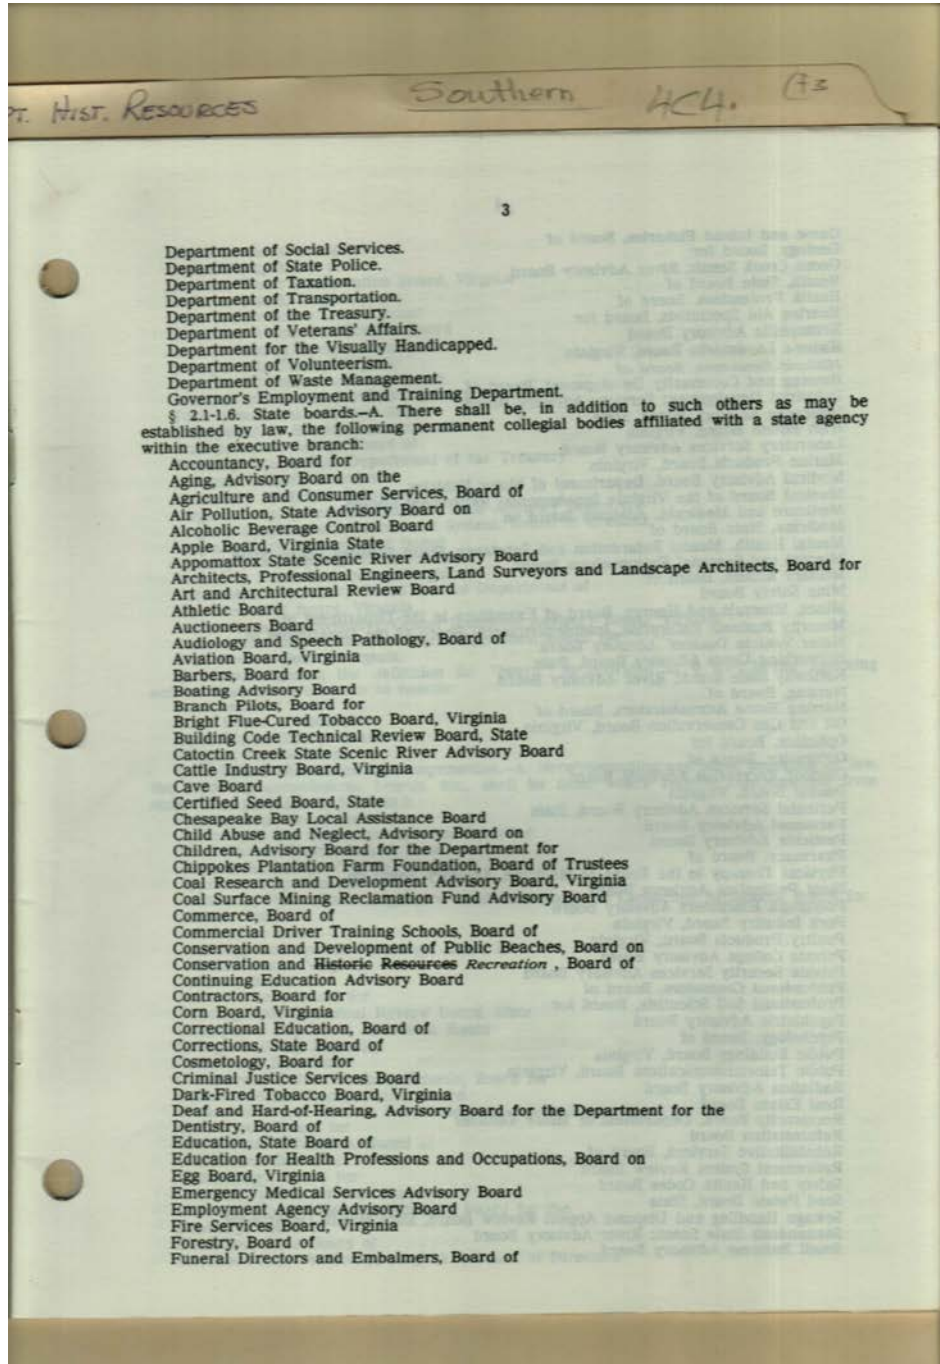 PT. HIST. RESOURCES Southern 4C4. (73
3
Department of Social Services.
Department of State Police.
Department of Taxation.
Department of Transportation.
Department of the Treasury.
Department of Veterans' Affairs.
Department for the Visually Handicapped.
Department of Volunteerism.
Department of Waste Management.
Governor's Employment and Training Department.
§ 2.1-1.6. State boards.—A. There shall be, in addition to such others as may be
established by law, the following permanent collegial bodies affiliated with a state agency
within the executive branch:
Accountancy, Board for
Aging, Advisory Board on the
Agriculture and Consumer Services, Board of
Air Pollution, State Advisory Board on
Alcoholic Beverage Control Board
Apple Board, Virginia State
Appomattox State Scenic River Advisory Board
Architects, Professional Engineers, Land Surveyors and Landscape Architects, Board for
Art and Architectural Review Board
Athletic Board
Auctioneers Board
Audiology and Speech Pathology, Board of
Aviation Board, Virginia
Barbers, Board for
Boating Advisory Board
Branch Pilots, Board for
Bright Flue-Cured Tobacco Board, Virginia
Building Code Technical Review Board, State
Catoctin Creek State Scenic River Advisory Board
Cattle Industry Board, Virginia
Cave Board
Certified Seed Board, State
Chesapeake Bay Local Assistance Board
Child Abuse and Neglect, Advisory Board on
Children, Advisory Board for the Department for
Chippokes Plantation Farm Foundation, Board of Trustees
Coal Research and Development Advisory Board, Virginia
Coal Surface Mining Reclamation Fund Advisory Board
Commerce, Board of
Commercial Driver Training Schools, Board of
Conservation and Development of Public Beaches, Board on
Conservation and Historic Resources Recreation , Board of
Continuing Education Advisory Board
Contractors, Board for
Corn Board, Virginia
Correctional Education, Board of
Corrections, State Board of
Cosmetology, Board for
Criminal Justice Services Board
Dark-Fired Tobacco Board, Virginia
Deaf and Hard-of-Hearing, Advisory Board for the Department for the
Dentistry, Board of
Education, State Board of
Education for Health Professions and Occupations, Board on
Egg Board, Virginia
Emergency Medical Services Advisory Board
Employment Agency Advisory Board
Fire Services Board, Virginia
Forestry, Board of
Funeral Directors and Embalmers, Board of